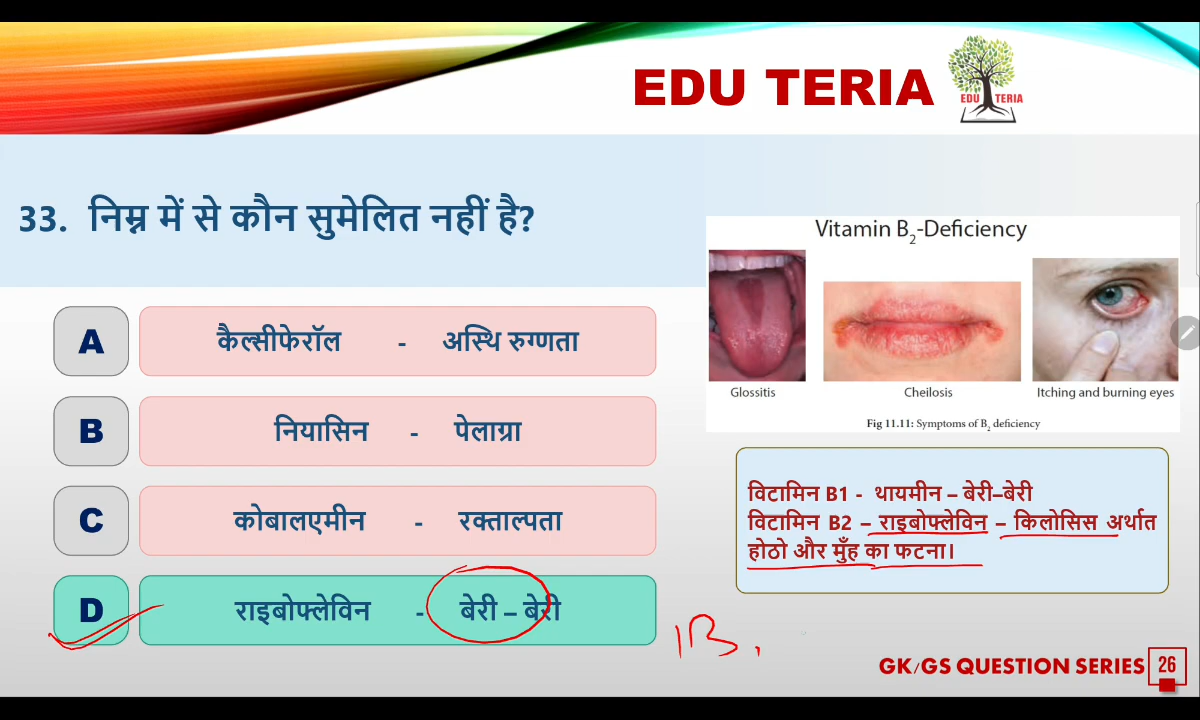 EDU TERIA
EDU TERIA
33. निम्न में से कौन सुमेलित नहीं है?
A कैल्सीफेरॉल - अस्थि रुग्णता
B नियासिन - पेलाग्रा
C कोबालएमीन - रक्ताल्पता
D राइबोफ्लेविन - बेरी – बेरी
Vitamin B2-Deficiency
Glossitis Cheilosis Itching and burning eyes
Fig 11.11: Symptoms of B2 deficiency
विटामिन B1 - थायमीन – बेरी–बेरी
विटामिन B2 – राइबोफ्लेविन – किलोसिस अर्थात
होठो और मुँह का फटना।
GK/GS QUESTION SERIES 26